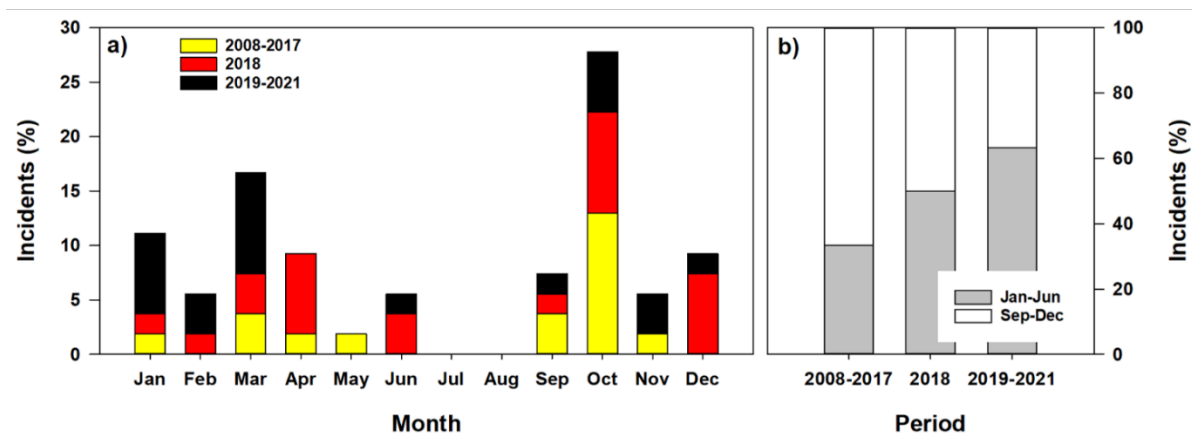 a)
2008-2017
2018
2019-2021
Incidents (%)
30
25
20
15
10
5
0
Jan Feb Mar Apr May Jun Jul Aug Sep Oct Nov Dec
Month
b)
Jan-Jun
Sep-Dec
100
80
60
40
20
0
Incidents (%)
2008-2017 2018 2019-2021
Period